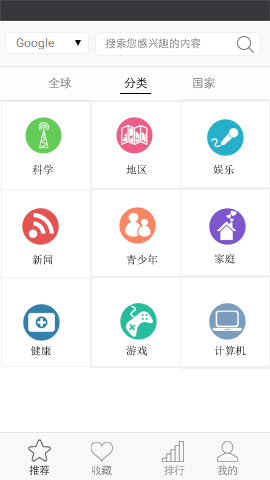 Google 搜索您感兴趣的内容
全球 分类 国家
科学 地区 娱乐
新闻 青少年 家庭
健康 游戏 计算机
推荐 收藏 排行 我的